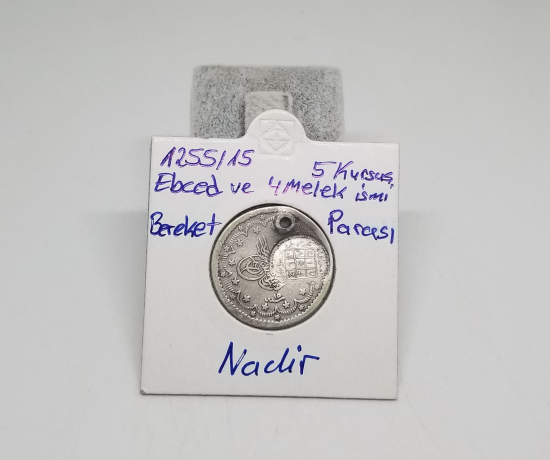 1255/15 5 Kuruş
Ebced ve 4 Melek ismi
Bereket Parası
Nadir